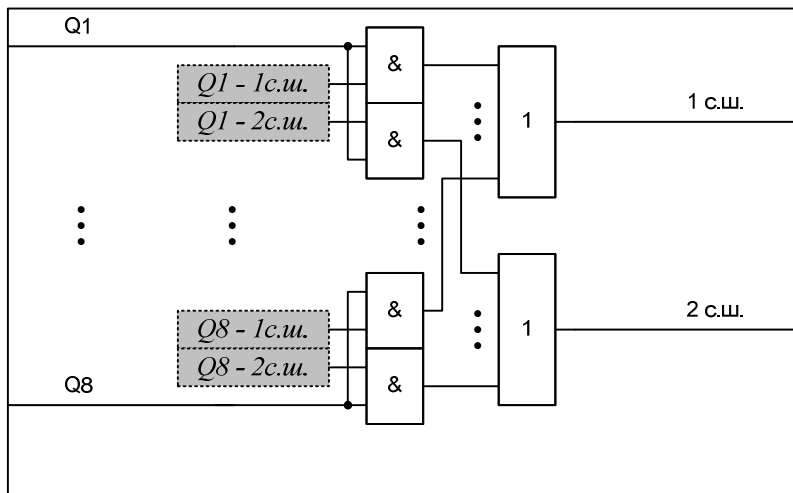 Q1
&
Q1 - 1с.ш.
Q1 - 2с.ш.
&
1
1 с.ш.
&
Q8 - 1с.ш.
Q8 - 2с.ш.
&
1
2 с.ш.
Q8